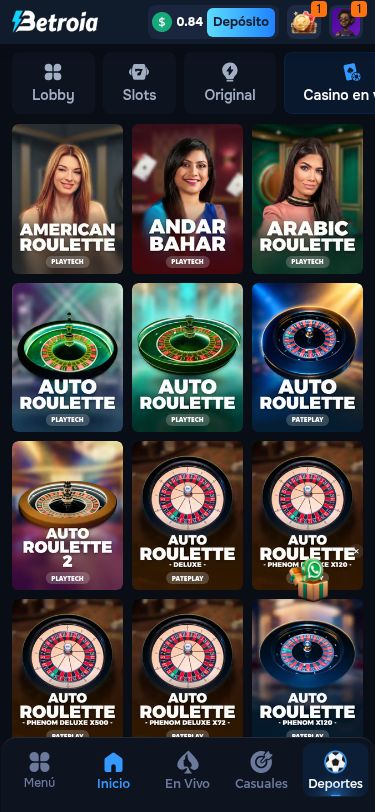 Betroia
$ 0.84 Depósito
1
1
Lobby
Slots
Original
Casino en v
AMERICAN
ROULETTE
PLAYTECH
ANDAR
BAHAR
PLAYTECH
ARABIC
ROULETTE
PLAYTECH
AUTO
ROULETTE
PLAYTECH
AUTO
ROULETTE
PLAYTECH
AUTO
ROULETTE
PATEPLAY
AUTO
ROULETTE
2
PLAYTECH
AUTO
ROULETTE
- DELUXE -
PATEPLAY
AUTO
ROULETTE
- PHENOM DELUXE X120 -
AUTO
ROULETTE
- PHENOM DELUXE X500 -
PATEPLAY
AUTO
ROULETTE
- PHENOM DELUXE X72 -
PATEPLAY
AUTO
ROULETTE
- PHENOM X120 -
PATEPLAY
Menú
Inicio
En Vivo
Casuales
Deportes